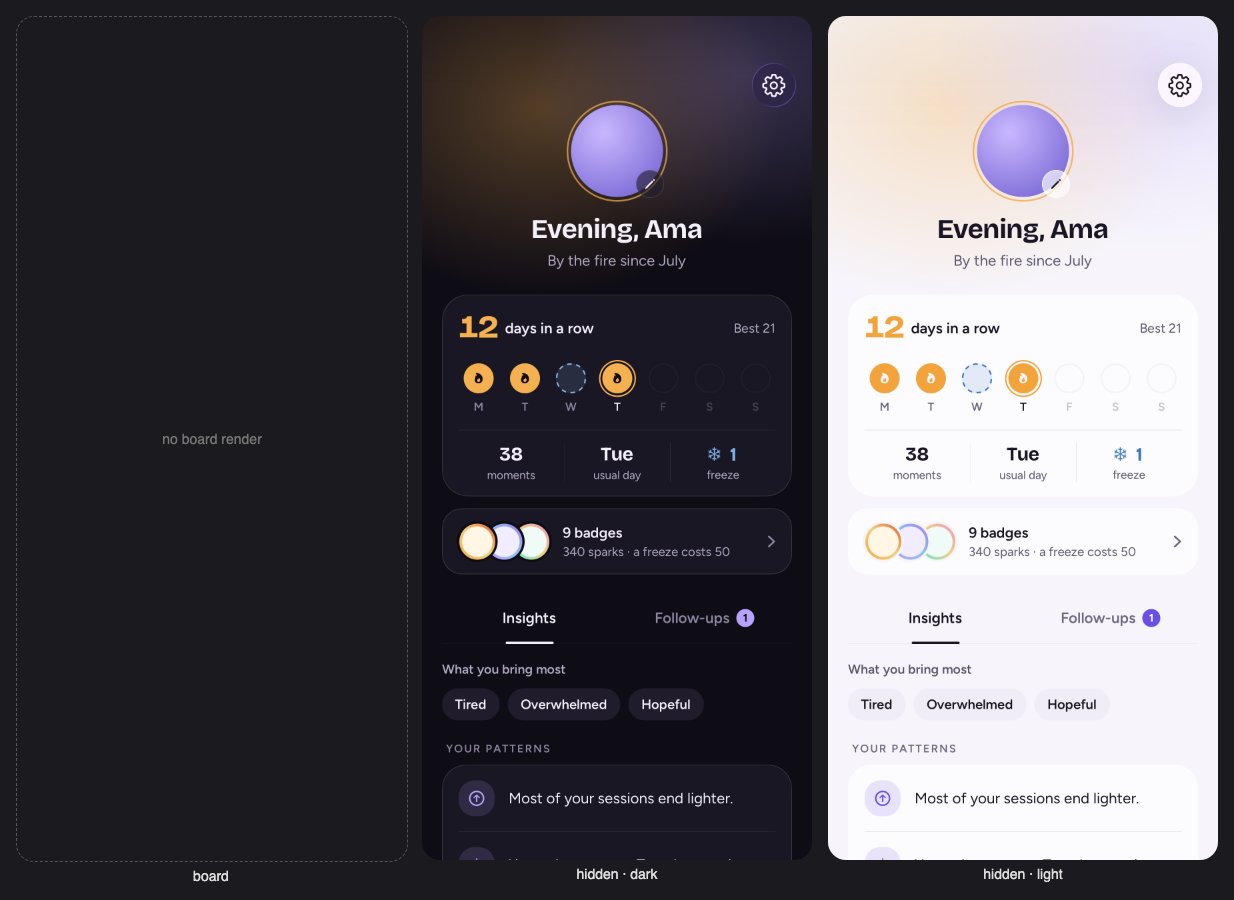 no board render
board
Evening, Ama
By the fire since July
12 days in a row Best 21
M T W T F S S
38 Tue 1
moments usual day freeze
9 badges
340 sparks · a freeze costs 50
Insights Follow-ups 1
What you bring most
Tired Overwhelmed Hopeful
YOUR PATTERNS
Most of your sessions end lighter.
hidden · dark
Evening, Ama
By the fire since July
12 days in a row Best 21
M T W T F S S
38 Tue 1
moments usual day freeze
9 badges
340 sparks · a freeze costs 50
Insights Follow-ups 1
What you bring most
Tired Overwhelmed Hopeful
YOUR PATTERNS
Most of your sessions end lighter.
hidden · light